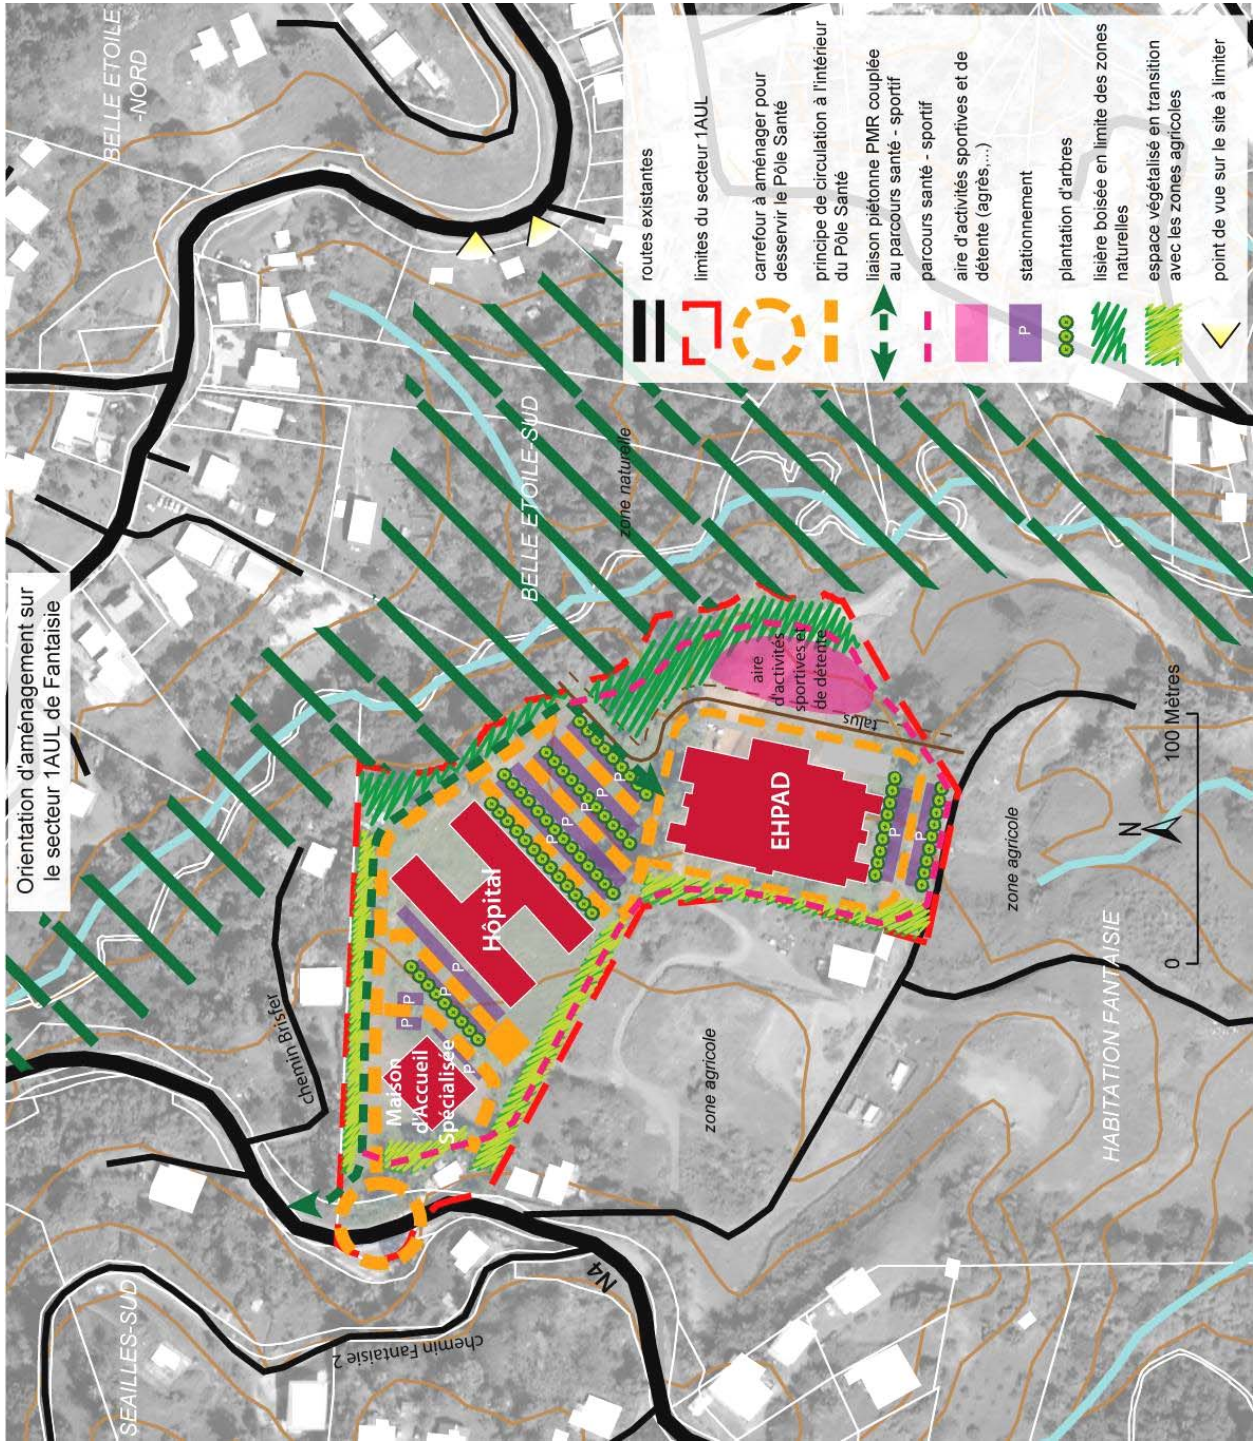 Orientation d'aménagement sur
le secteur 1AUL de Fantaisie
BELLE ETOILE
-NORD
SEAILLES-SUD
chemin Fantaisie 2
N4
Chemin Brisfer
Maison
d'Accueil
Spécialisée
P
P
P
P
Hôpital
P
P
P
P
P
P
P
BELLE ETOILE-SUD
zone naturelle
aire
d'activités
sportives et
de détente
talus
EHPAD
P
P
zone agricole
zone agricole
HABITATION FANTAISIE
N
0
100 Mètres
routes existantes
limites du secteur 1AUL
carrefour à aménager pour
desservir le Pôle Santé
principe de circulation à l'intérieur
du Pôle Santé
liaison piétonne PMR couplée
au parcours santé - sportif
parcours santé - sportif
aire d'activités sportives et de
détente (agrès,...)
P
stationnement
plantation d'arbres
lisière boisée en limite des zones
naturelles
espace végétalisé en transition
avec les zones agricoles
point de vue sur le site à limiter